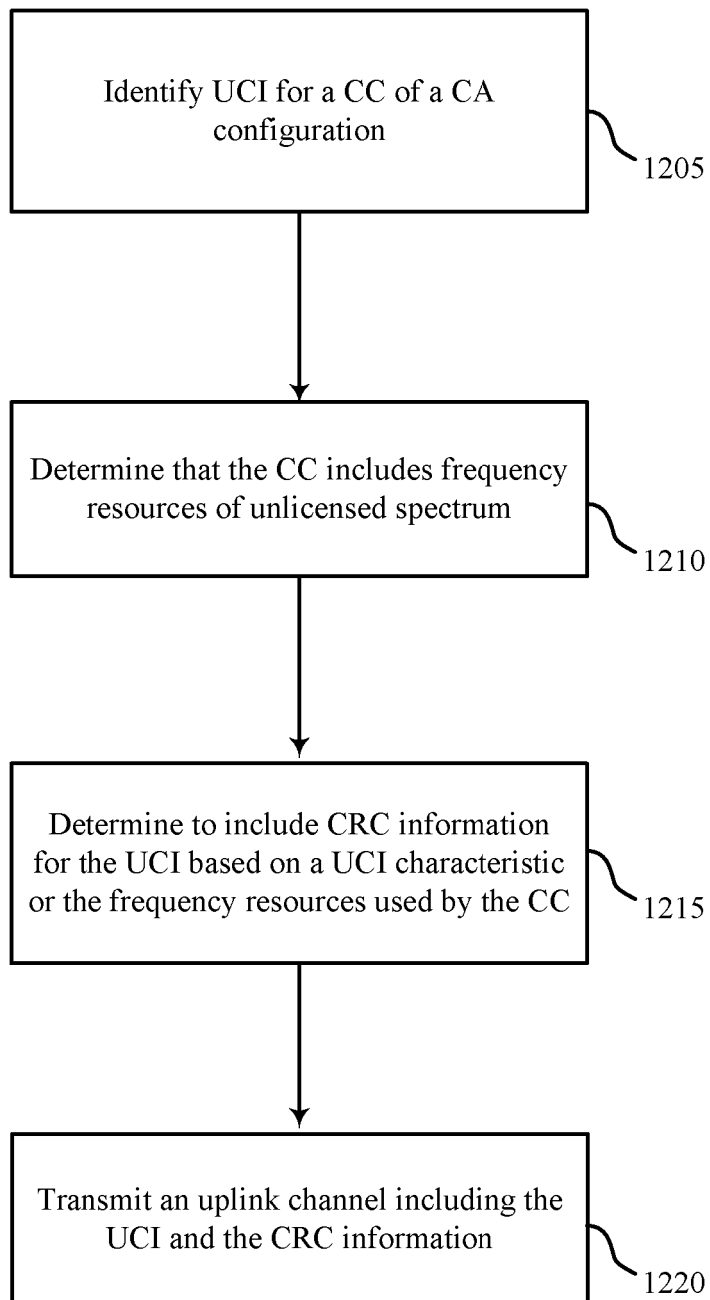 Identify UCI for a CC of a CA
configuration
1205
Determine that the CC includes frequency
resources of unlicensed spectrum
1210
Determine to include CRC information
for the UCI based on a UCI characteristic
or the frequency resources used by the CC
1215
Transmit an uplink channel including the
UCI and the CRC information
1220